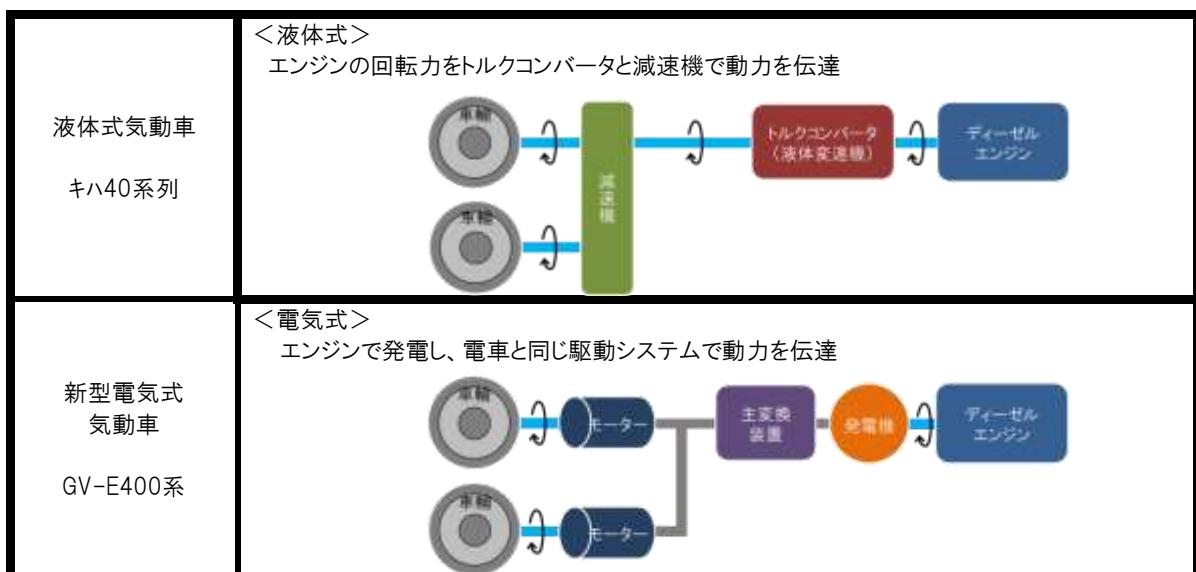 液体式気動車
キハ40系列
＜液体式＞
エンジンの回転力をトルクコンバータと減速機で動力を伝達
車輪
車輪
減速機
トルクコンバータ
（液体変速機）
ディーゼル
エンジン
新型電気式
気動車
GV-E400系
＜電気式＞
エンジンで発電し、電車と同じ駆動システムで動力を伝達
車輪
モーター
車輪
モーター
主変換
装置
発電機
ディーゼル
エンジン